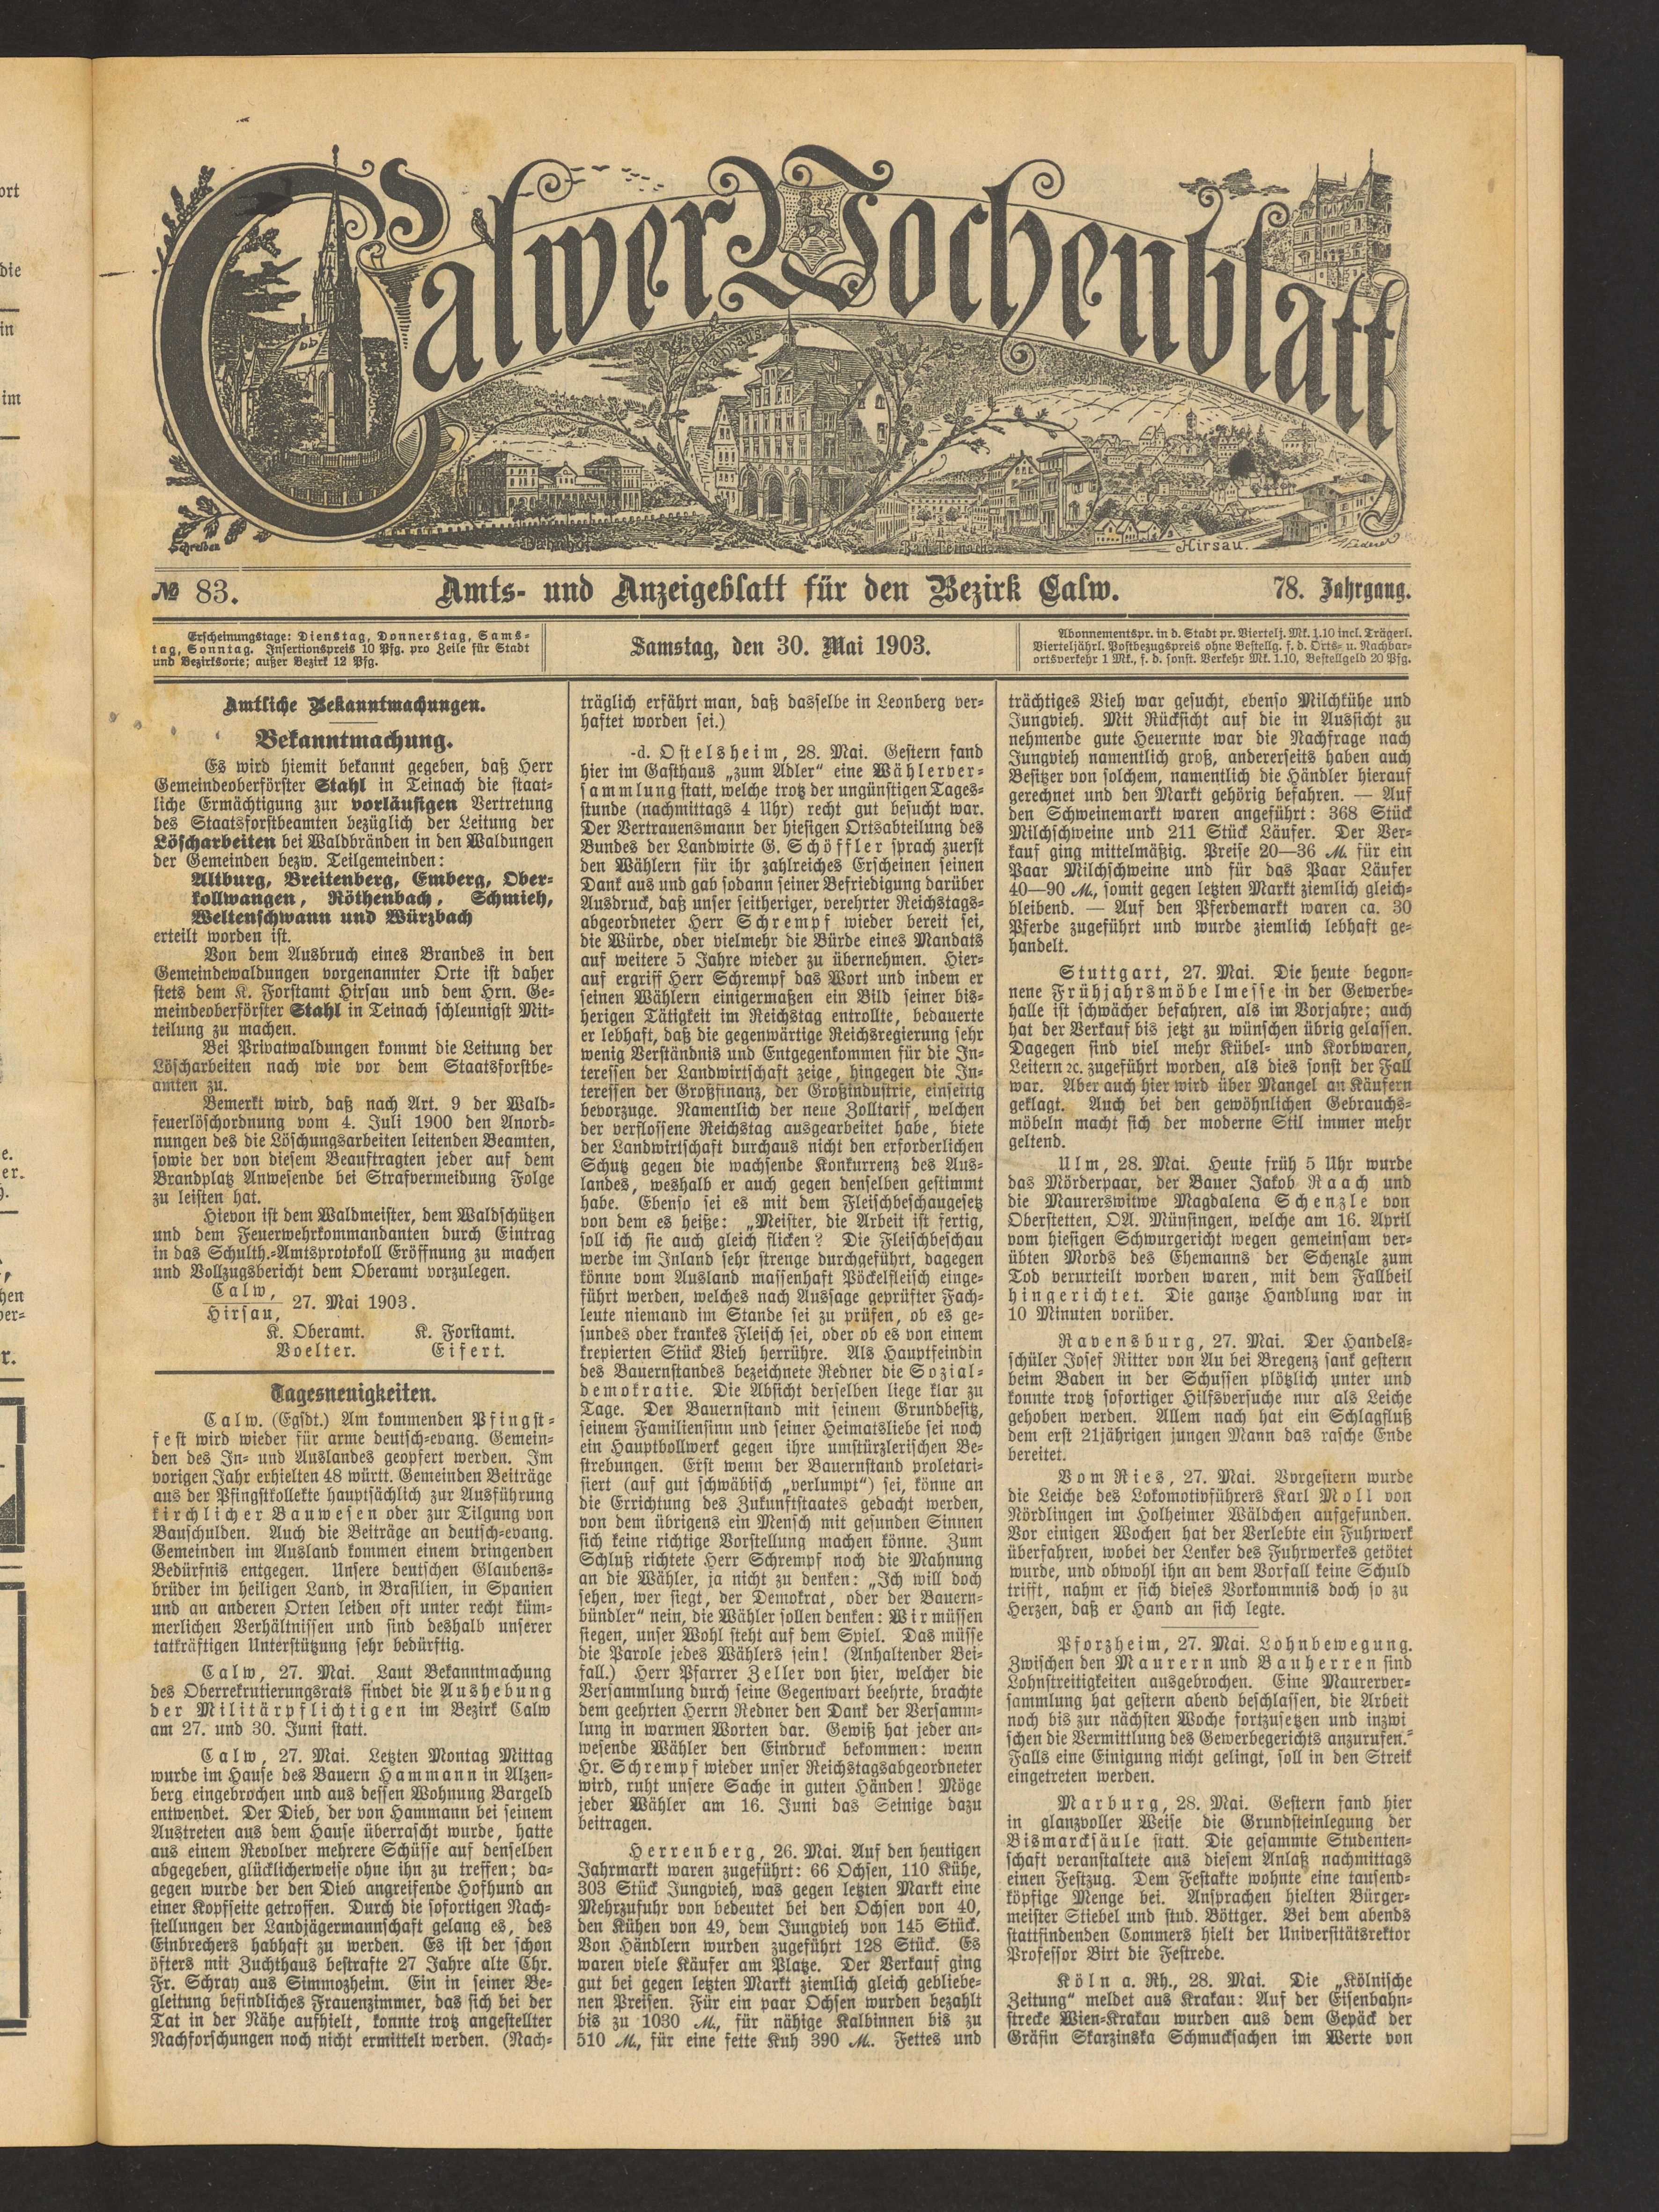 Calwer Wochenblatt
Rathhaus
Schreiben
Bahnhof
Bad Teinach
Hirsau.
№ 83.
Amts- und Anzeigeblatt für den Bezirk Calw.
78. Jahrgang.
Erscheinungstage: Dienstag, Donnerstag, Sams-
tag, Sonntag. Insertionspreis 10 Pfg. pro Zeile für Stadt
und Bezirksorte; außer Bezirk 12 Pfg.
Samstag, den 30. Mai 1903.
Abonnementspr. in d. Stadt pr. Viertelj. Mk. 1.10 incl. Trägerl.
Vierteljährl. Postbezugspreis ohne Bestellg. f. d. Orts- u. Nachbar-
ortsverkehr 1 Mk., f. d. sonst. Verkehr Mk. 1.10, Bestellgeld 20 Pfg.
Amtliche Bekanntmachungen.
Bekanntmachung.
Es wird hiemit bekannt gegeben, daß Herr
Gemeindeoberförster Stahl in Teinach die staat-
liche Ermächtigung zur vorläufigen Vertretung
des Staatsforstbeamten bezüglich der Leitung der
Löscharbeiten bei Waldbränden in den Waldungen
der Gemeinden bezw. Teilgemeinden:
Altburg, Breitenberg, Emberg, Ober-
kollwangen, Röthenbach, Schmieh,
Weltenschwann und Würzbach
erteilt worden ist.
Von dem Ausbruch eines Brandes in den
Gemeindewaldungen vorgenannter Orte ist daher
stets dem K. Forstamt Hirsau und dem Hrn. Ge-
meindeoberförster Stahl in Teinach schleunigst Mit-
teilung zu machen.
Bei Privatwaldungen kommt die Leitung der
Löscharbeiten nach wie vor dem Staatsforstbe-
amten zu.
Bemerkt wird, daß nach Art. 9 der Wald-
feuerlöschordnung vom 4. Juli 1900 den Anord-
nungen des die Löschungsarbeiten leitenden Beamten,
sowie der von diesem Beauftragten jeder auf dem
Brandplatz Anwesende bei Strafvermeidung Folge
zu leisten hat.
Hievon ist dem Waldmeister, dem Waldschützen
und dem Feuerwehrkommandanten durch Eintrag
in das Schulth.-Amtsprotokoll Eröffnung zu machen
und Vollzugsbericht dem Oberamt vorzulegen.
Calw,
Hirsau, 27. Mai 1903.
K. Oberamt. K. Forstamt.
Voelter. Eifert.
Tagesneuigkeiten.
Calw. (Egsdt.) Am kommenden Pfingst-
fest wird wieder für arme deutsch-evang. Gemein-
den des In- und Auslandes geopfert werden. Im
vorigen Jahr erhielten 48 württ. Gemeinden Beiträge
aus der Pfingstkollekte hauptsächlich zur Ausführung
kirchlicher Bauwesen oder zur Tilgung von
Bauschulden. Auch die Beiträge an deutsch-evang.
Gemeinden im Ausland kommen einem dringenden
Bedürfnis entgegen. Unsere deutschen Glaubens-
brüder im heiligen Land, in Brasilien, in Spanien
und an anderen Orten leiden oft unter recht küm-
merlichen Verhältnissen und sind deshalb unserer
tatkräftigen Unterstützung sehr bedürftig.
Calw, 27. Mai. Laut Bekanntmachung
des Oberrekrutierungsrats findet die Aushebung
der Militärpflichtigen im Bezirk Calw
am 27. und 30. Juni statt.
Calw, 27. Mai. Letzten Montag Mittag
wurde im Hause des Bauern Hammann in Alzen-
berg eingebrochen und aus dessen Wohnung Bargeld
entwendet. Der Dieb, der von Hammann bei seinem
Austreten aus dem Hause überrascht wurde, hatte
aus einem Revolver mehrere Schüsse auf denselben
abgegeben, glücklicherweise ohne ihn zu treffen; da-
gegen wurde der den Dieb angreifende Hofhund an
einer Kopfseite getroffen. Durch die sofortigen Nach-
stellungen der Landjägermannschaft gelang es, des
Einbrechers habhaft zu werden. Es ist der schon
öfters mit Zuchthaus bestrafte 27 Jahre alte Chr.
Fr. Schray aus Simmozheim. Ein in seiner Be-
gleitung befindliches Frauenzimmer, das sich bei der
Tat in der Nähe aufhielt, konnte trotz angestellter
Nachforschungen noch nicht ermittelt werden. (Nach-
träglich erfährt man, daß dasselbe in Leonberg ver-
haftet worden sei.)
-d. Ostelsheim, 28. Mai. Gestern fand
hier im Gasthaus „zum Adler“ eine Wählerver-
sammlung statt, welche trotz der ungünstigen Tages-
stunde (nachmittags 4 Uhr) recht gut besucht war.
Der Vertrauensmann der hiesigen Ortsabteilung des
Bundes der Landwirte G. Schöffler sprach zuerst
den Wählern für ihr zahlreiches Erscheinen seinen
Dank aus und gab sodann seiner Befriedigung darüber
Ausdruck, daß unser seitheriger, verehrter Reichstags-
abgeordneter Herr Schrempf wieder bereit sei,
die Würde, oder vielmehr die Bürde eines Mandats
auf weitere 5 Jahre wieder zu übernehmen. Hier-
auf ergriff Herr Schrempf das Wort und indem er
seinen Wählern einigermaßen ein Bild seiner bis-
herigen Tätigkeit im Reichstag entrollte, bedauerte
er lebhaft, daß die gegenwärtige Reichsregierung sehr
wenig Verständnis und Entgegenkommen für die In-
teressen der Landwirtschaft zeige, hingegen die In-
teressen der Großfinanz, der Großindustrie, einseitig
bevorzuge. Namentlich der neue Zolltarif, welchen
der verflossene Reichstag ausgearbeitet habe, biete
der Landwirtschaft durchaus nicht den erforderlichen
Schutz gegen die wachsende Konkurrenz des Aus-
landes, weshalb er auch gegen denselben gestimmt
habe. Ebenso sei es mit dem Fleischbeschaugesetz
von dem es heiße: „Meister, die Arbeit ist fertig,
soll ich sie auch gleich flicken? Die Fleischbeschau
werde im Inland sehr strenge durchgeführt, dagegen
könne vom Ausland massenhaft Pöckelfleisch einge-
führt werden, welches nach Aussage geprüfter Fach-
leute niemand im Stande sei zu prüfen, ob es ge-
sundes oder krankes Fleisch sei, oder ob es von einem
krepierten Stück Vieh herrühre. Als Hauptfeindin
des Bauernstandes bezeichnete Redner die Sozial-
demokratie. Die Absicht derselben liege klar zu
Tage. Der Bauernstand mit seinem Grundbesitz,
seinem Familiensinn und seiner Heimatsliebe sei noch
ein Hauptbollwerk gegen ihre umstürzlerischen Be-
strebungen. Erst wenn der Bauernstand proletari-
siert (auf gut schwäbisch „verlumpt“) sei, könne an
die Errichtung des Zukunftstaates gedacht werden,
von dem übrigens ein Mensch mit gesunden Sinnen
sich keine richtige Vorstellung machen könne. Zum
Schluß richtete Herr Schrempf noch die Mahnung
an die Wähler, ja nicht zu denken: „Ich will doch
sehen, wer siegt, der Demokrat, oder der Bauern-
bündler“ nein, die Wähler sollen denken: Wir müssen
siegen, unser Wohl steht auf dem Spiel. Das müsse
die Parole jedes Wählers sein! (Anhaltender Bei-
fall.) Herr Pfarrer Zeller von hier, welcher die
Versammlung durch seine Gegenwart beehrte, brachte
dem geehrten Herrn Redner den Dank der Versamm-
lung in warmen Worten dar. Gewiß hat jeder an-
wesende Wähler den Eindruck bekommen: wenn
Hr. Schrempf wieder unser Reichstagsabgeordneter
wird, ruht unsere Sache in guten Händen! Möge
jeder Wähler am 16. Juni das Seinige dazu
beitragen.
Herrenberg, 26. Mai. Auf den heutigen
Jahrmarkt waren zugeführt: 66 Ochsen, 110 Kühe,
303 Stück Jungvieh, was gegen letzten Markt eine
Mehrzufuhr von bedeutet bei den Ochsen von 40,
den Kühen von 49, dem Jungvieh von 145 Stück.
Von Händlern wurden zugeführt 128 Stück. Es
waren viele Käufer am Platze. Der Verkauf ging
gut bei gegen letzten Markt ziemlich gleich gebliebe-
nen Preisen. Für ein paar Ochsen wurden bezahlt
bis zu 1030 M., für nähige Kalbinnen bis zu
510 M., für eine fette Kuh 390 M.. Fettes und
trächtiges Vieh war gesucht, ebenso Milchkühe und
Jungvieh. Mit Rücksicht auf die in Aussicht zu
nehmende gute Heuernte war die Nachfrage nach
Jungvieh namentlich groß, andererseits haben auch
Besitzer von solchem, namentlich die Händler hierauf
gerechnet und den Markt gehörig befahren. — Auf
den Schweinemarkt waren angeführt: 368 Stück
Milchschweine und 211 Stück Läufer. Der Ver-
kauf ging mittelmäßig. Preise 20—36 M. für ein
Paar Milchschweine und für das Paar Läufer
40—90 M., somit gegen letzten Markt ziemlich gleich-
bleibend. — Auf den Pferdemarkt waren ca. 30
Pferde zugeführt und wurde ziemlich lebhaft ge-
handelt.
Stuttgart, 27. Mai. Die heute begon-
nene Frühjahrsmöbelmesse in der Gewerbe-
halle ist schwächer befahren, als im Vorjahre; auch
hat der Verkauf bis jetzt zu wünschen übrig gelassen.
Dagegen sind viel mehr Kübel- und Korbwaren,
Leitern ꝛc. zugeführt worden, als dies sonst der Fall
war. Aber auch hier wird über Mangel an Käufern
geklagt. Auch bei den gewöhnlichen Gebrauchs-
möbeln macht sich der moderne Stil immer mehr
geltend.
Ulm, 28. Mai. Heute früh 5 Uhr wurde
das Mörderpaar, der Bauer Jakob Raach und
die Maurerswitwe Magdalena Schenzle von
Oberstetten, OA. Münsingen, welche am 16. April
vom hiesigen Schwurgericht wegen gemeinsam ver-
übten Mords des Ehemanns der Schenzle zum
Tod verurteilt worden waren, mit dem Fallbeil
hingerichtet. Die ganze Handlung war in
10 Minuten vorüber.
Ravensburg, 27. Mai. Der Handels-
schüler Josef Ritter von Au bei Bregenz sank gestern
beim Baden in der Schussen plötzlich unter und
konnte trotz sofortiger Hilfsversuche nur als Leiche
gehoben werden. Allem nach hat ein Schlagfluß
dem erst 21jährigen jungen Mann das rasche Ende
bereitet.
Vom Ries, 27. Mai. Vorgestern wurde
die Leiche des Lokomotivführers Karl Moll von
Nördlingen im Holheimer Wäldchen aufgefunden.
Vor einigen Wochen hat der Verlebte ein Fuhrwerk
überfahren, wobei der Lenker des Fuhrwerkes getötet
wurde, und obwohl ihn an dem Vorfall keine Schuld
trifft, nahm er sich dieses Vorkommnis doch so zu
Herzen, daß er Hand an sich legte.
Pforzheim, 27. Mai. Lohnbewegung.
Zwischen den Maurern und Bauherren sind
Lohnstreitigkeiten ausgebrochen. Eine Maurerver-
sammlung hat gestern abend beschlossen, die Arbeit
noch bis zur nächsten Woche fortzusetzen und inzwi-
schen die Vermittlung des Gewerbegerichts anzurufen.
Falls eine Einigung nicht gelingt, soll in den Streik
eingetreten werden.
Marburg, 28. Mai. Gestern fand hier
in glanzvoller Weise die Grundsteinlegung der
Bismarcksäule statt. Die gesammte Studenten-
schaft veranstaltete aus diesem Anlaß nachmittags
einen Festzug. Dem Festakte wohnte eine tausend-
köpfige Menge bei. Ansprachen hielten Bürger-
meister Stiebel und stud. Böttger. Bei dem abends
stattfindenden Commers hielt der Universitätsrektor
Professor Birt die Festrede.
Köln a. Rh., 28. Mai. Die „Kölnische
Zeitung“ meldet aus Krakau: Auf der Eisenbahn-
strecke Wien-Krakau wurden aus dem Gepäck der
Gräfin Skarzinska Schmucksachen im Werte von